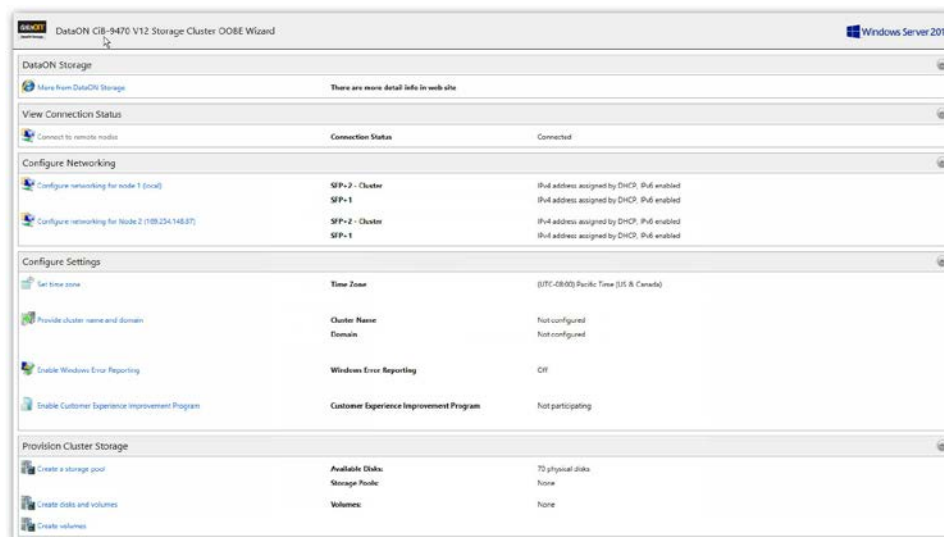 DataON CiB-9470 V12 Storage Cluster OOBE Wizard
Windows Server 201
DataON Storage
More from DataON Storage There are more detail info in web site
View Connection Status
Connect to remote nodes Connection Status Connected
Configure Networking
Configure networking for node 1 (local) SFP+2 - Cluster IPv4 address assigned by DHCP, IPv6 enabled
SFP+1 IPv4 address assigned by DHCP, IPv6 enabled
Configure networking for Node 2 (169.254.148.87) SFP+2 - Cluster IPv4 address assigned by DHCP, IPv6 enabled
SFP+1 IPv4 address assigned by DHCP, IPv6 enabled
Configure Settings
Set time zone Time Zone (UTC-08:00) Pacific Time (US & Canada)
Provide cluster name and domain Cluster Name Not configured
Domain Not configured
Enable Windows Error Reporting Windows Error Reporting Off
Enable Customer Experience Improvement Program Customer Experience Improvement Program Not participating
Provision Cluster Storage
Create a storage pool Available Disks: 70 physical disks
Storage Pools: None
Create disks and volumes Volumes: None
Create volumes